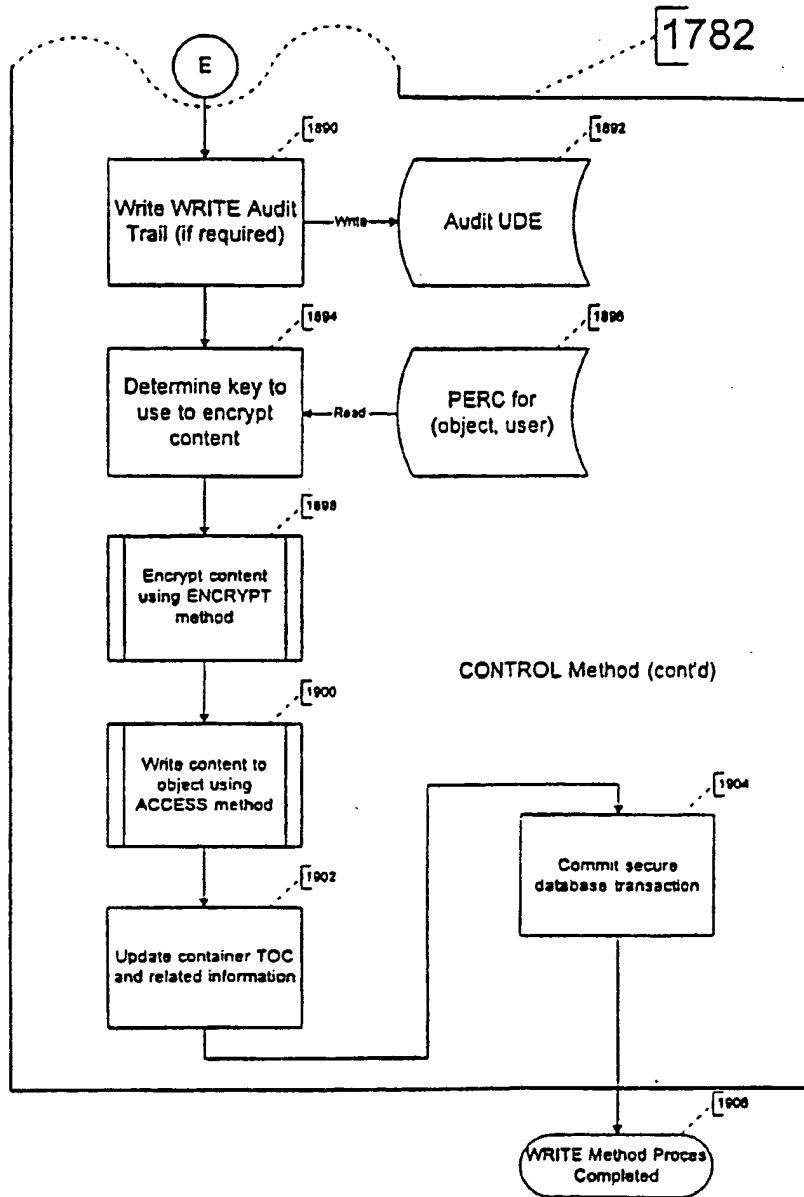 1782
E
1890
Write WRITE Audit
Trail (if required)
Write
1892
Audit UDE
1894
Determine key to
use to encrypt
content
Read
1896
PERC for
(object, user)
1898
Encrypt content
using ENCRYPT
method
CONTROL Method (cont'd)
1900
Write content to
object using
ACCESS method
1904
Commit secure
database transaction
1902
Update container TOC
and related information
1906
WRITE Method Proces
Completed